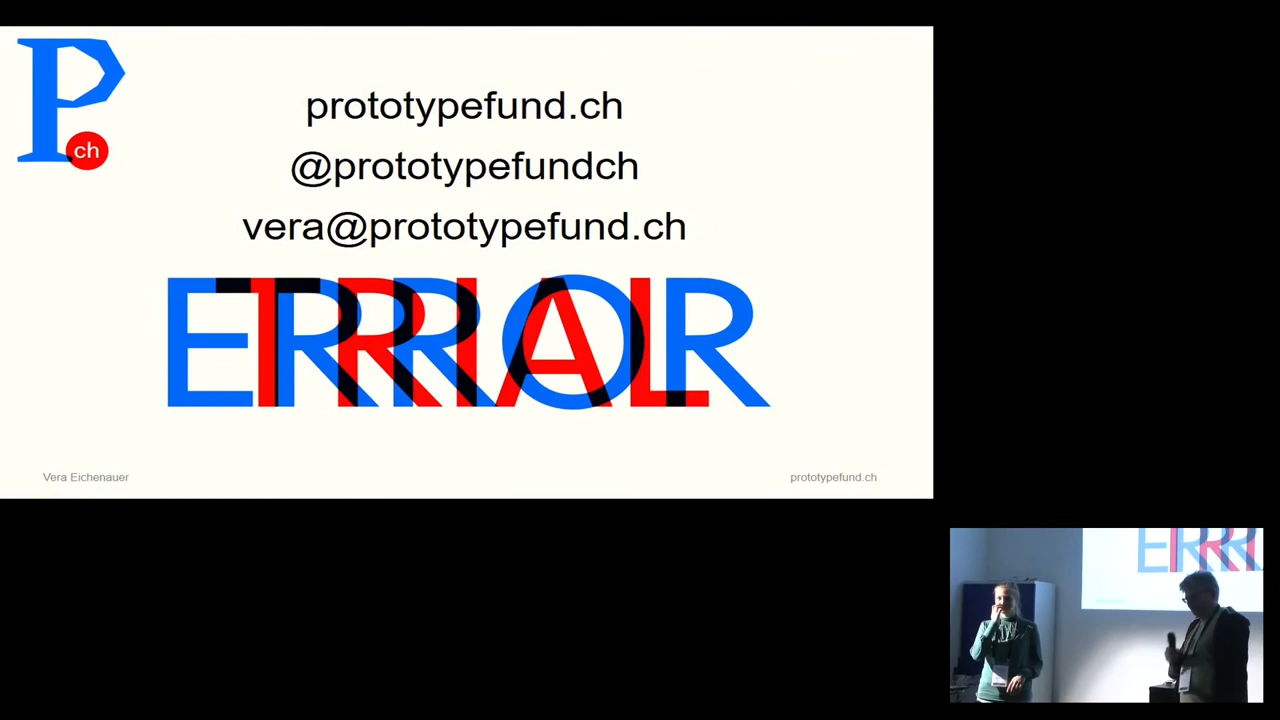 P.
ch
prototypefund.ch
@prototypefundch
vera@prototypefund.ch
ERROR
TRIAL
Vera Eichenauer
prototypefund.ch